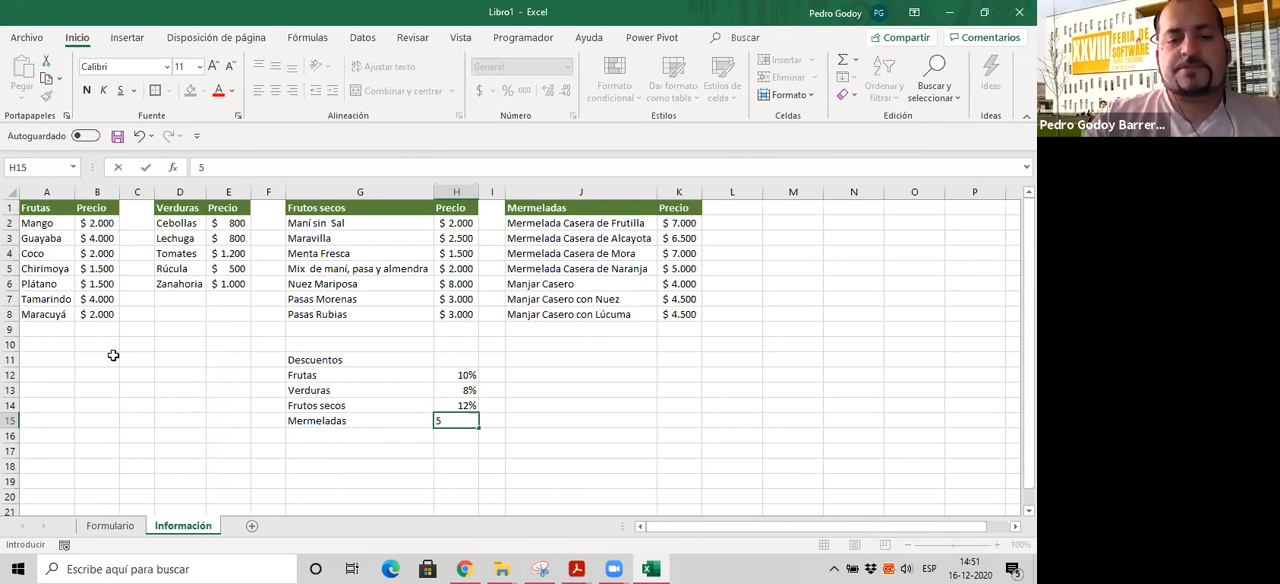 Libro1 - Excel
Pedro Godoy PG
Archivo Inicio Insertar Disposición de página Fórmulas Datos Revisar Vista Programador Ayuda Power Pivot Buscar Compartir Comentarios
Pegar
Calibri 11
N K S
Ajustar texto
Combinar y centrar
General
$ % 000
Formato condicional
Dar formato como tabla
Estilos de celda
Insertar
Eliminar
Formato
Ordenar y filtrar
Buscar y seleccionar
Ideas
Portapapeles Fuente Alineación Número Estilos Celdas Edición Ideas
Autoguardado
H15 fx 5
A B C D E F G H I J K L M N O P
1 Frutas Precio Verduras Precio Frutos secos Precio Mermeladas Precio
2 Mango $ 2.000 Cebollas $ 800 Maní sin Sal $ 2.000 Mermelada Casera de Frutilla $ 7.000
3 Guayaba $ 4.000 Lechuga $ 800 Maravilla $ 2.500 Mermelada Casera de Alcayota $ 6.500
4 Coco $ 2.000 Tomates $ 1.200 Menta Fresca $ 1.500 Mermelada Casera de Mora $ 7.000
5 Chirimoya $ 1.500 Rúcula $ 500 Mix de maní, pasa y almendra $ 2.000 Mermelada Casera de Naranja $ 5.000
6 Plátano $ 1.500 Zanahoria $ 1.000 Nuez Mariposa $ 8.000 Manjar Casero $ 4.000
7 Tamarindo $ 4.000 Pasas Morenas $ 3.000 Manjar Casero con Nuez $ 4.500
8 Maracuyá $ 2.000 Pasas Rubias $ 3.000 Manjar Casero con Lúcuma $ 4.500
9
10
11 Descuentos
12 Frutas 10%
13 Verduras 8%
14 Frutos secos 12%
15 Mermeladas 5
16
17
18
19
20
21
Formulario Información
Introducir 100%
Escribe aquí para buscar
ESP
14:51
16-12-2020
5
XXVIII FERIA DE
SOFTWARE
Pedro Godoy Barrer...